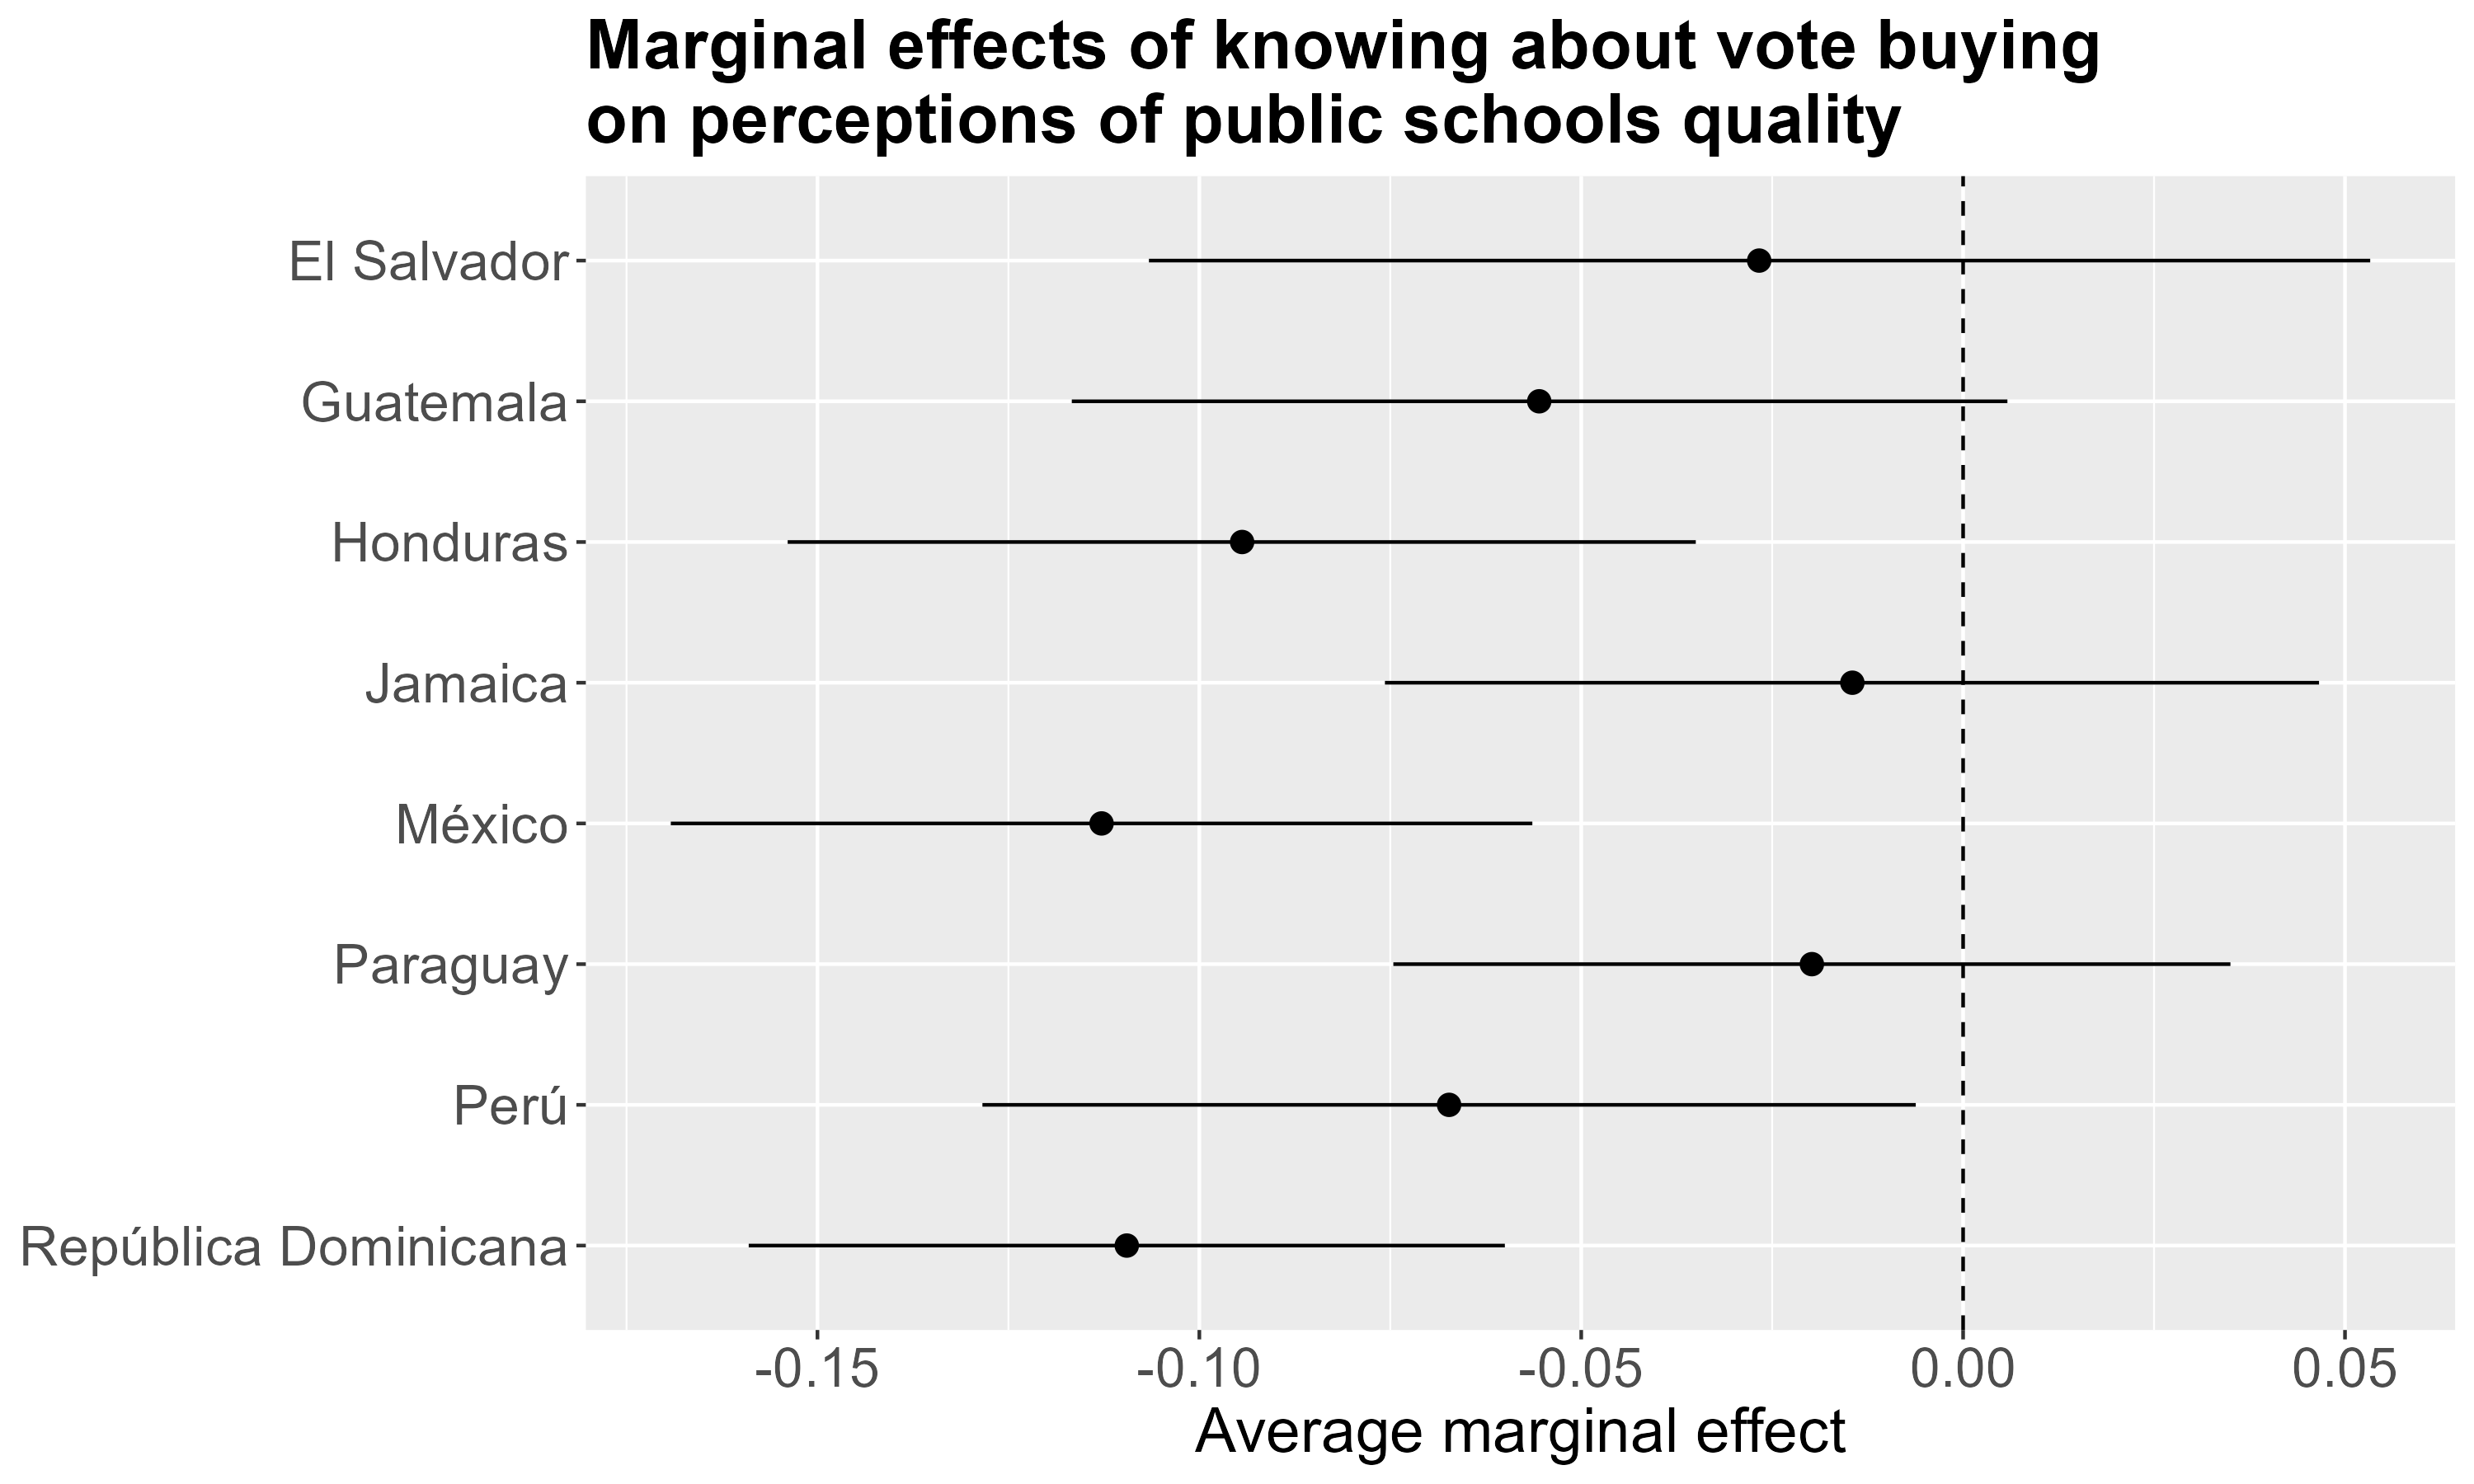 Marginal effects of knowing about vote buying
on perceptions of public schools quality
El Salvador
Guatemala
Honduras
Jamaica
México
Paraguay
Perú
República Dominicana
-0.15 -0.10 -0.05 0.00 0.05
Average marginal effect